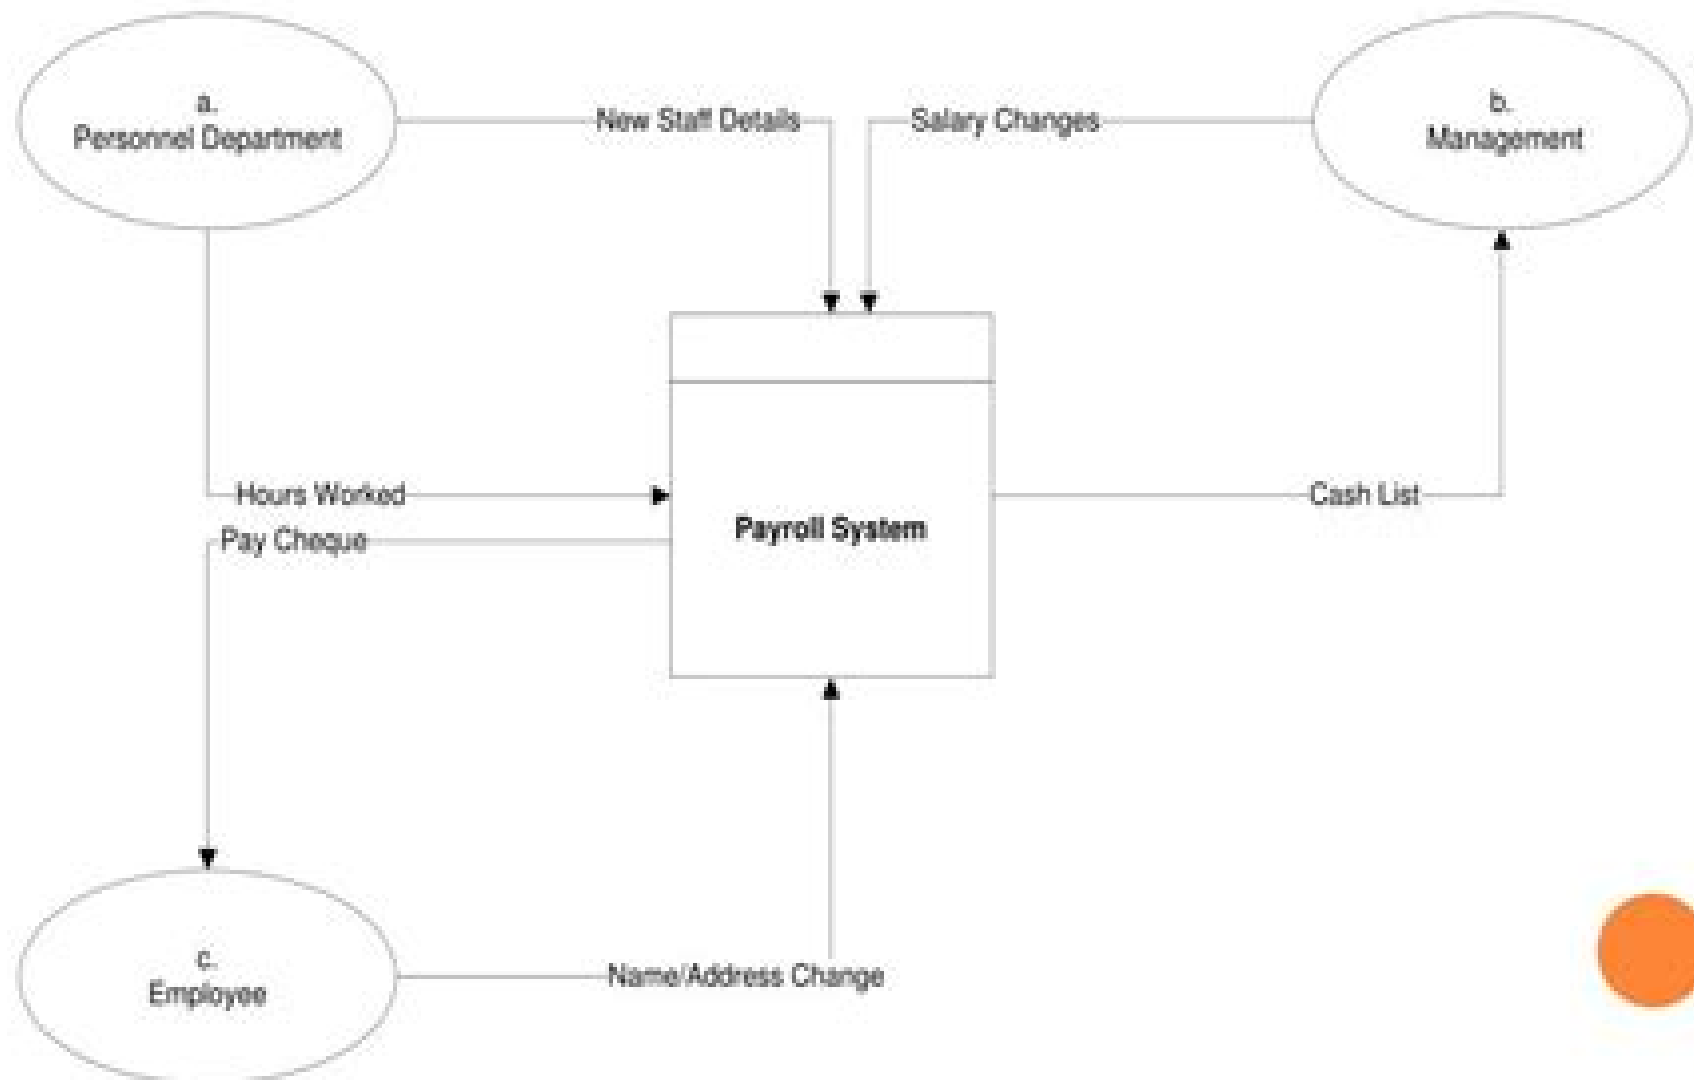 a.
Personnel Department
New Staff Details
Salary Changes
b.
Management
Hours Worked
Pay Cheque
Payroll System
Cash List
c.
Employee
Name/Address Change